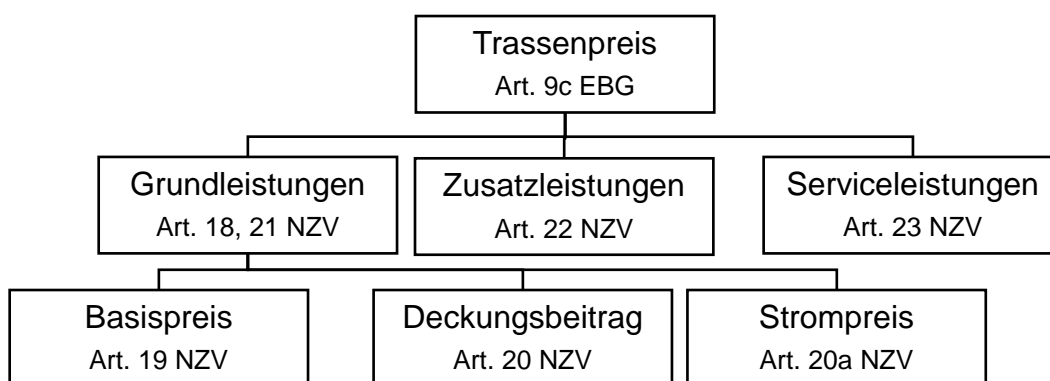 Trassenpreis
Art. 9c EBG
Grundleistungen
Art. 18, 21 NZV
Zusatzleistungen
Art. 22 NZV
Serviceleistungen
Art. 23 NZV
Basispreis
Art. 19 NZV
Deckungsbeitrag
Art. 20 NZV
Strompreis
Art. 20a NZV